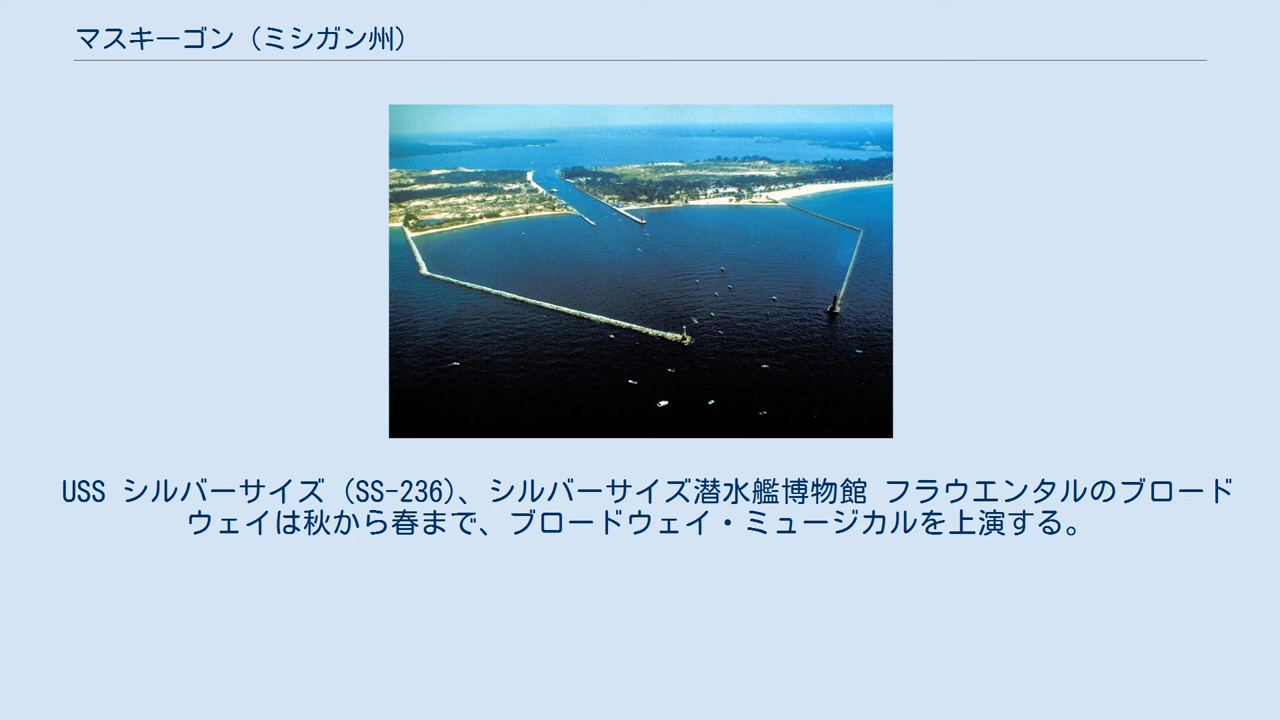 マスキーゴン (ミシガン州)
USS シルバーサイズ (SS-236)、シルバーサイズ潜水艦博物館 フラウエンタルのブロード
ウェイは秋から春まで、ブロードウェイ・ミュージカルを上演する。